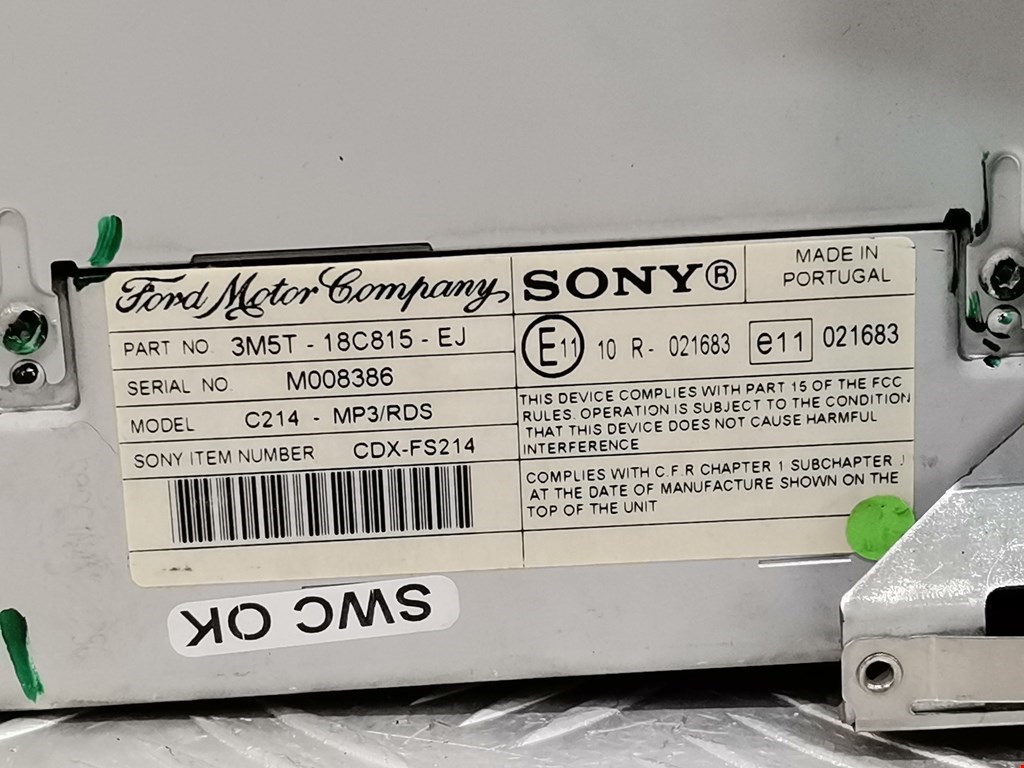 Ford Motor Company
PART NO. 3M5T - 18C815 - EJ
SERIAL NO. M008386
MODEL C214 - MP3/RDS
SONY ITEM NUMBER CDX-FS214
SONY®
MADE IN
PORTUGAL
E11 10 R- 021683 e11 021683
THIS DEVICE COMPLIES WITH PART 15 OF THE FCC
RULES. OPERATION IS SUBJECT TO THE CONDITION
THAT THIS DEVICE DOES NOT CAUSE HARMFUL
INTERFERENCE
COMPLIES WITH C.F.R CHAPTER 1 SUBCHAPTER J
AT THE DATE OF MANUFACTURE SHOWN ON THE
TOP OF THE UNIT
SWC OK